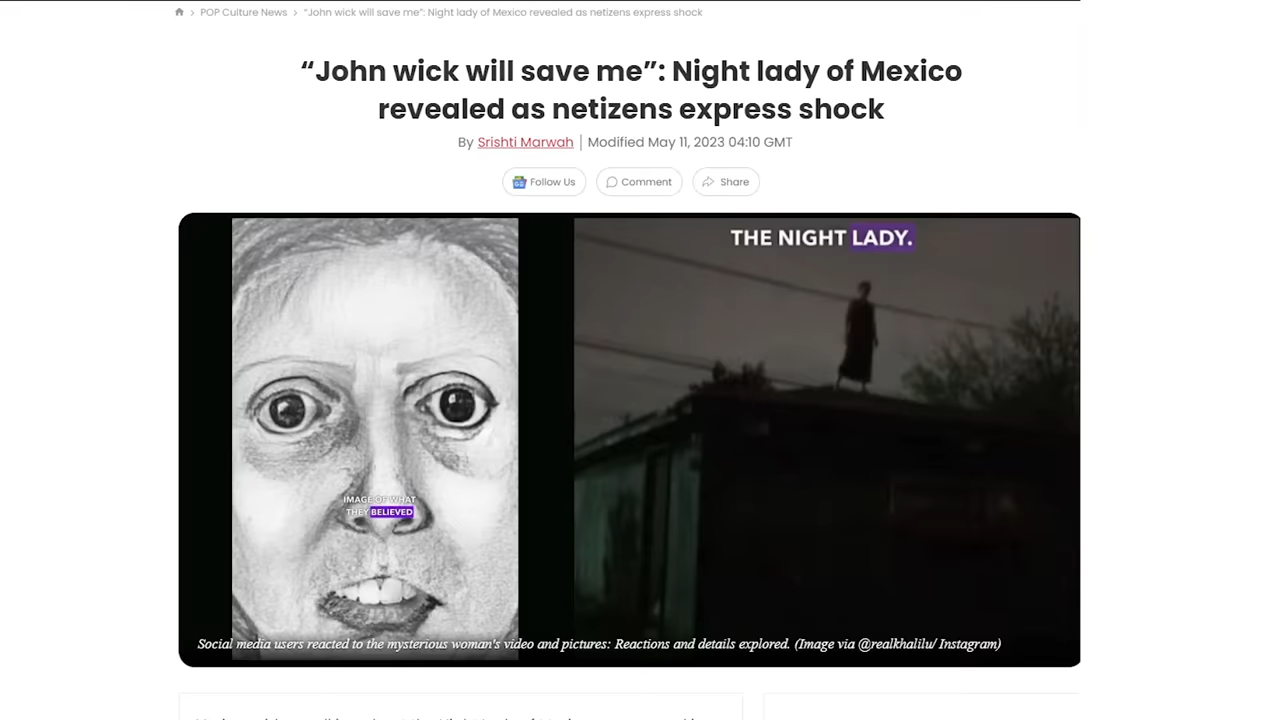 POP Culture News > “John wick will save me”: Night lady of Mexico revealed as netizens express shock
“John wick will save me”: Night lady of Mexico
revealed as netizens express shock
By Srishti Marwah | Modified May 11, 2023 04:10 GMT
Follow Us Comment Share
THE NIGHT LADY.
IMAGE OF WHAT
THEY BELIEVED
Social media users reacted to the mysterious woman's video and pictures: Reactions and details explored. (Image via @realkhalilu/ Instagram)